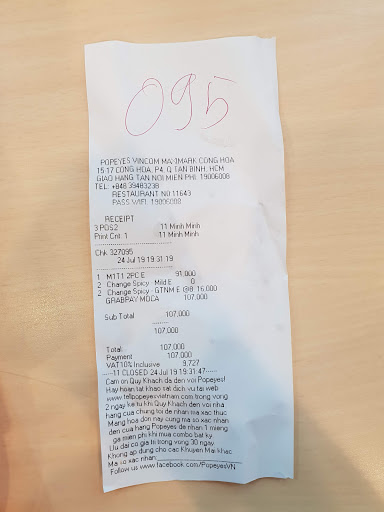 095
POPEYES VINCOM MAXIMARK CONG HOA
15-17 CONG HOA, P4, Q.TAN BINH, HCM
GIAO HANG TAN NOI MIEN PHI: 19006008
TEL: +848 39483238
RESTAURANT NO 11643
PASS WIFI: 19006008
RECEIPT
3 POS2 11 Minh Minh
Print Cnt: 1 11 Minh Minh
Chk 327095
24 Jul'19 19:31:19
1 M1T1 2PC E 91.000
2 Change Spicy - Mild E 0
2 Change Spicy - GTNM E @8. 16.000
GRABPAY MOCA 107.000
Sub Total 107.000
107.000
Total: 107.000
Payment 107.000
VAT10% Inclusive 9.727
-----11 CLOSED 24 Jul'19 19:31:47-----
Cam on Quy Khach da den voi Popeyes!
Hay hoan tat khao sat dich vu tai web
www.tellpopeyesvietnam.com trong vong
2 ngay ke tu khi Quy Khach den voi nha
hang cua chung toi de nhan ma xac thuc
Mang hoa don nay cung ma so xac nhan
den cua hang Popeyes de nhan 1 mieng
ga mien phi khi mua combo bat ky.
Uu dai co gia tri trong vong 30 ngay
Khong ap dung cho cac Khuyen Mai khac
Ma so xac nhan:
Follow us www.facebook.com/PopeyesVN